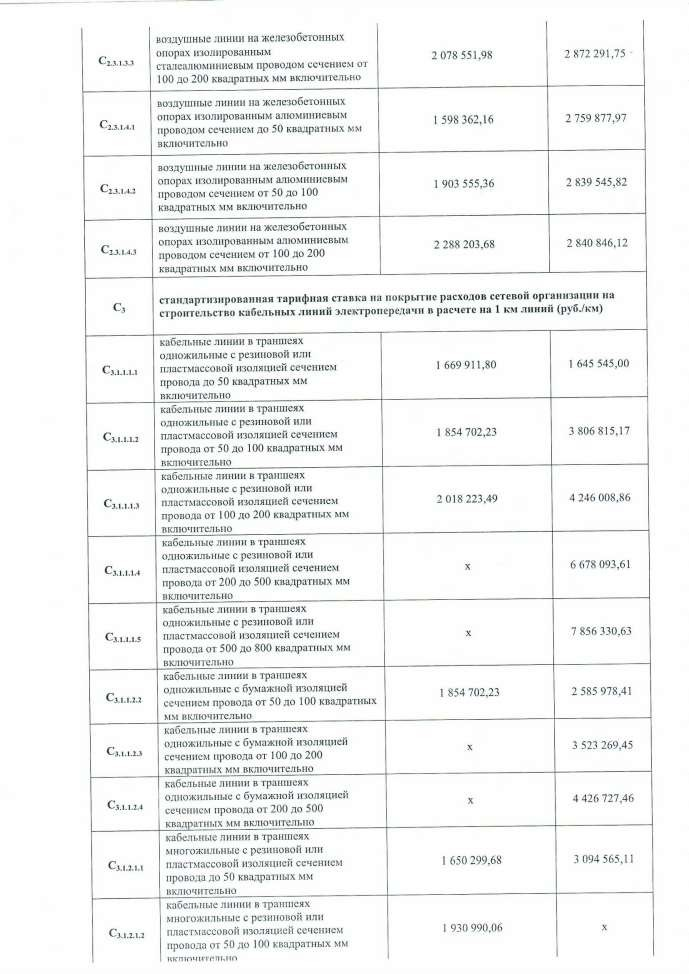 воздушные линии на железобетонных
опорах изолированным
С2.3.1.3.3 сталеалюминиевым проводом сечением от 2 078 551,98 2 872 291,75
100 до 200 квадратных мм включительно
воздушные линии на железобетонных
опорах изолированным алюминиевым
С2.3.1.4.1 проводом сечением до 50 квадратных мм 1 598 362,16 2 759 877,97
включительно
воздушные линии на железобетонных
опорах изолированным алюминиевым
С2.3.1.4.2 проводом сечением от 50 до 100 1 903 555,36 2 839 545,82
квадратных мм включительно
воздушные линии на железобетонных
опорах изолированным алюминиевым
С2.3.1.4.3 проводом сечением от 100 до 200 2 288 203,68 2 840 846,12
квадратных мм включительно
С3 стандартизированная тарифная ставка на покрытие расходов сетевой организации на
строительство кабельных линий электропередачи в расчете на 1 км линий (руб./км)
кабельные линии в траншеях
одножильные с резиновой или
С3.1.1.1.1 пластмассовой изоляцией сечением 1 669 911,80 1 645 545,00
провода до 50 квадратных мм
включительно
кабельные линии в траншеях
одножильные с резиновой или
С3.1.1.1.2 пластмассовой изоляцией сечением 1 854 702,23 3 806 815,17
провода от 50 до 100 квадратных мм
включительно
кабельные линии в траншеях
одножильные с резиновой или
С3.1.1.1.3 пластмассовой изоляцией сечением 2 018 223,49 4 246 008,86
провода от 100 до 200 квадратных мм
включительно
кабельные линии в траншеях
одножильные с резиновой или
С3.1.1.1.4 пластмассовой изоляцией сечением х 6 678 093,61
провода от 200 до 500 квадратных мм
включительно
кабельные линии в траншеях
одножильные с резиновой или
С3.1.1.1.5 пластмассовой изоляцией сечением х 7 856 330,63
провода от 500 до 800 квадратных мм
включительно
кабельные линии в траншеях
одножильные с бумажной изоляцией
С3.1.1.2.2 сечением провода от 50 до 100 квадратных 1 854 702,23 2 585 978,41
мм включительно
кабельные линии в траншеях
одножильные с бумажной изоляцией
С3.1.1.2.3 сечением провода от 100 до 200 х 3 523 269,45
квадратных мм включительно
кабельные линии в траншеях
одножильные с бумажной изоляцией
С3.1.1.2.4 сечением провода от 200 до 500 х 4 426 727,46
квадратных мм включительно
кабельные линии в траншеях
многожильные с резиновой или
С3.1.2.1.1 пластмассовой изоляцией сечением 1 650 299,68 3 094 565,11
провода до 50 квадратных мм
включительно
кабельные линии в траншеях
многожильные с резиновой или
С3.1.2.1.2 пластмассовой изоляцией сечением 1 930 990,06 х
провода от 50 до 100 квадратных мм
включительно